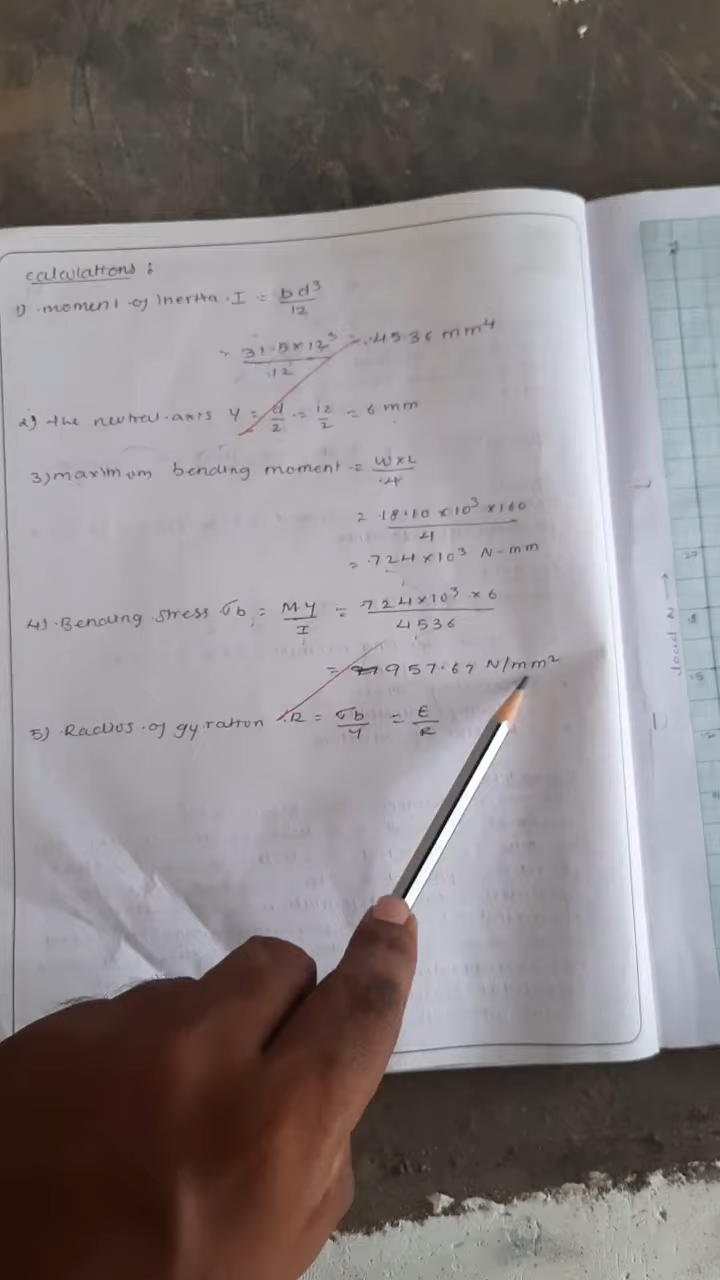 calculations :
1) moment of Inertia I = bd³/12
= 31.5×12³/12 = 4536 mm⁴
2) the neutral axis Y = d/2 = 12/2 = 6 mm
3) maximum bending moment = W×L/4
= 18.10×10³×160/4
= 724×10³ N-mm
4) Bending stress σb = MY/I = 724×10³×6/4536
= 957.67 N/mm²
5) Radius of gyration R = σb/Y = E/R
load N →